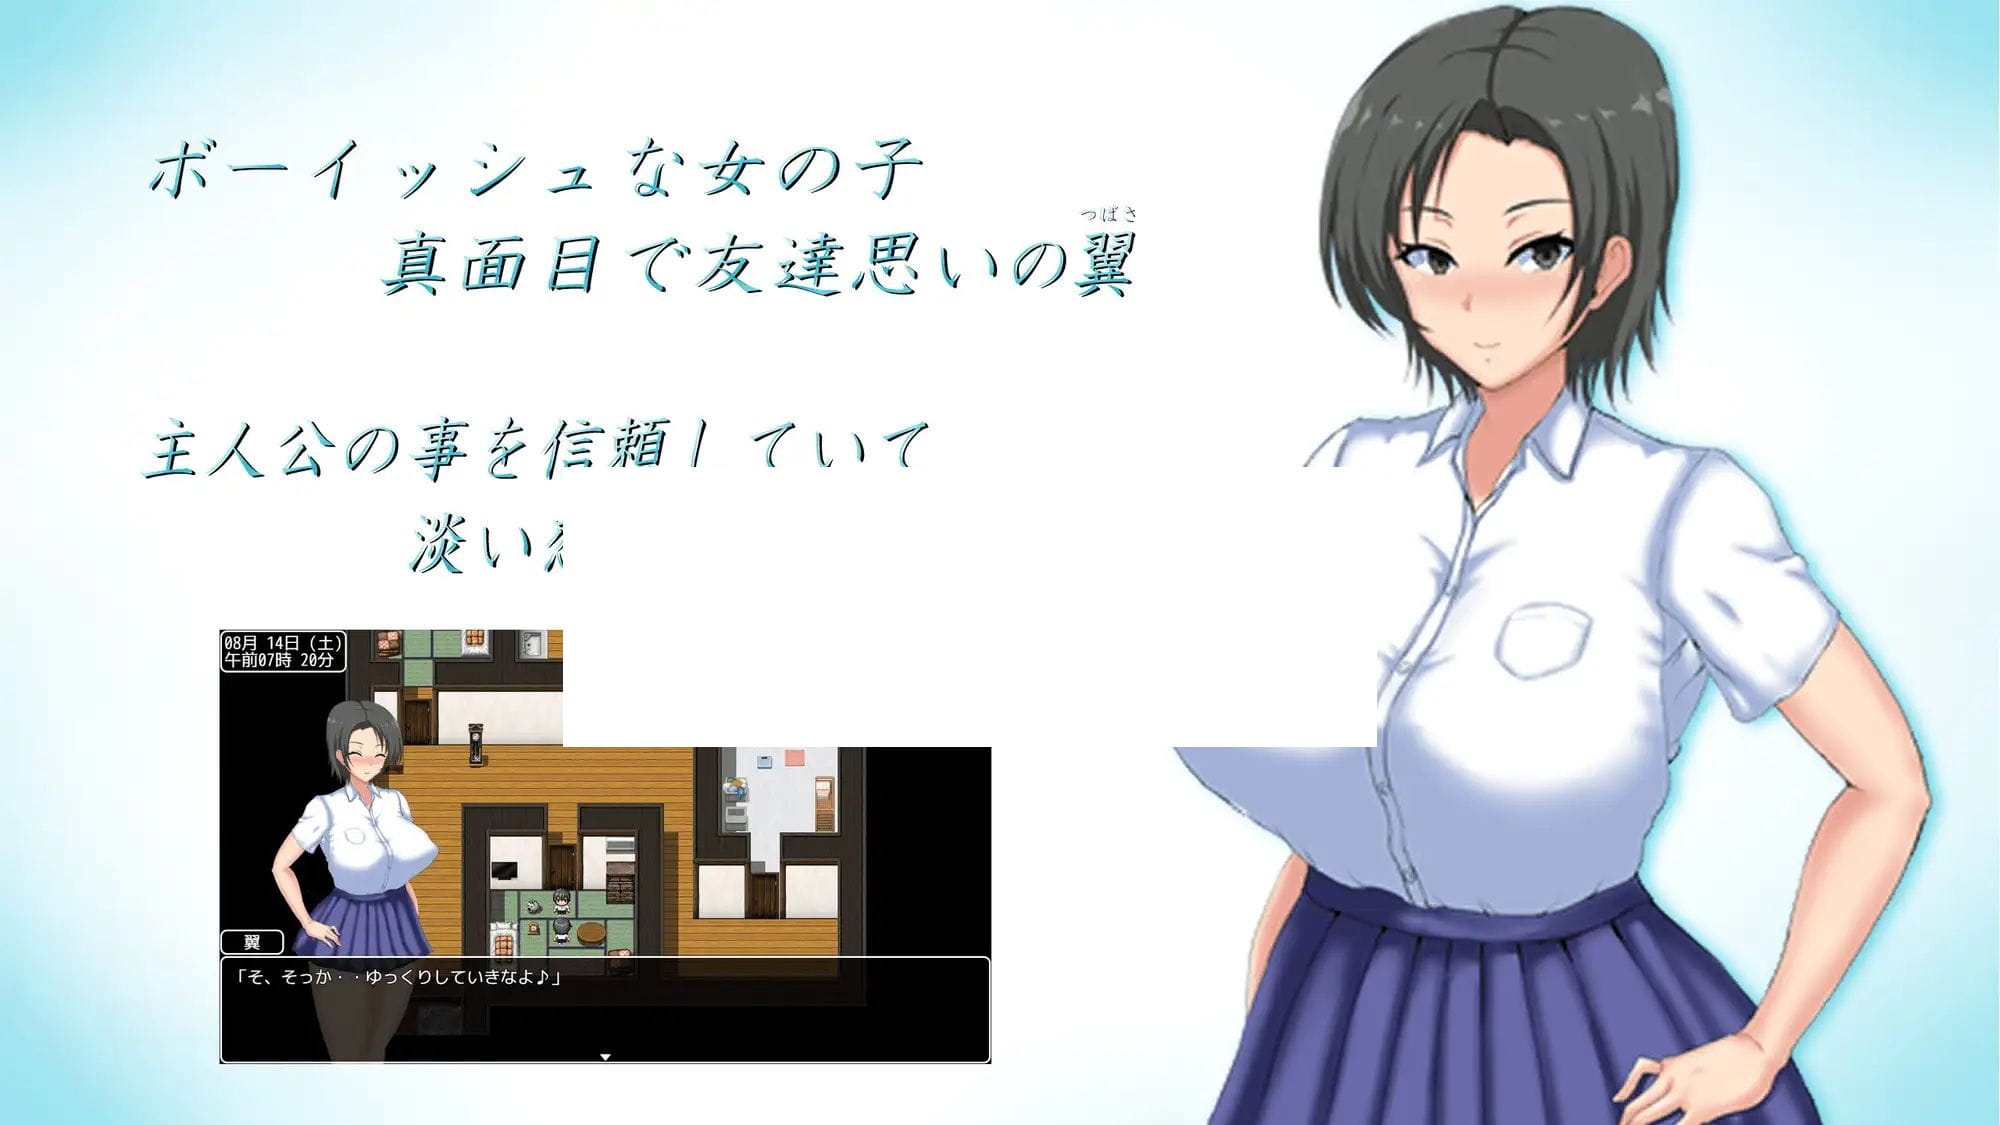 ボーイッシュな女の子
つばさ
真面目で友達思いの翼
主人公の事を信頼していて
淡い
08月 14日 (土)
午前07時 20分
翼
「そ、そっか・・ゆっくりしていきなよ♪」